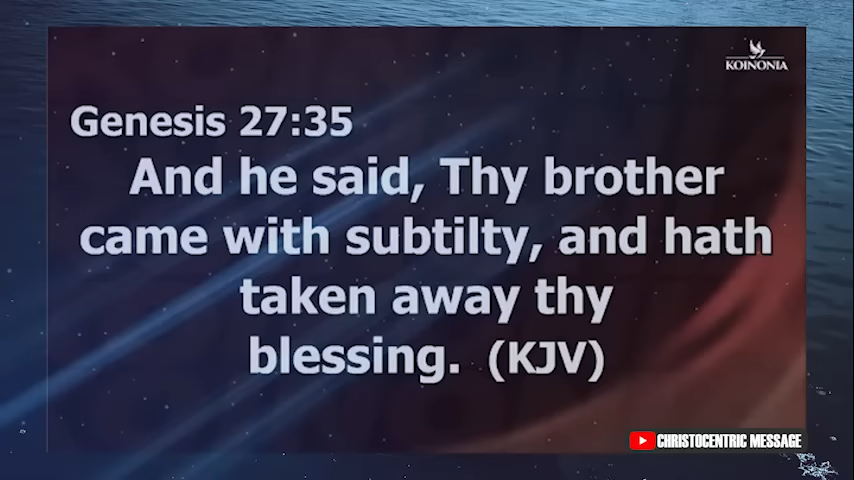 KOINONIA
Genesis 27:35
And he said, Thy brother
came with subtilty, and hath
taken away thy
blessing. (KJV)
CHRISTOCENTRIC MESSAGE